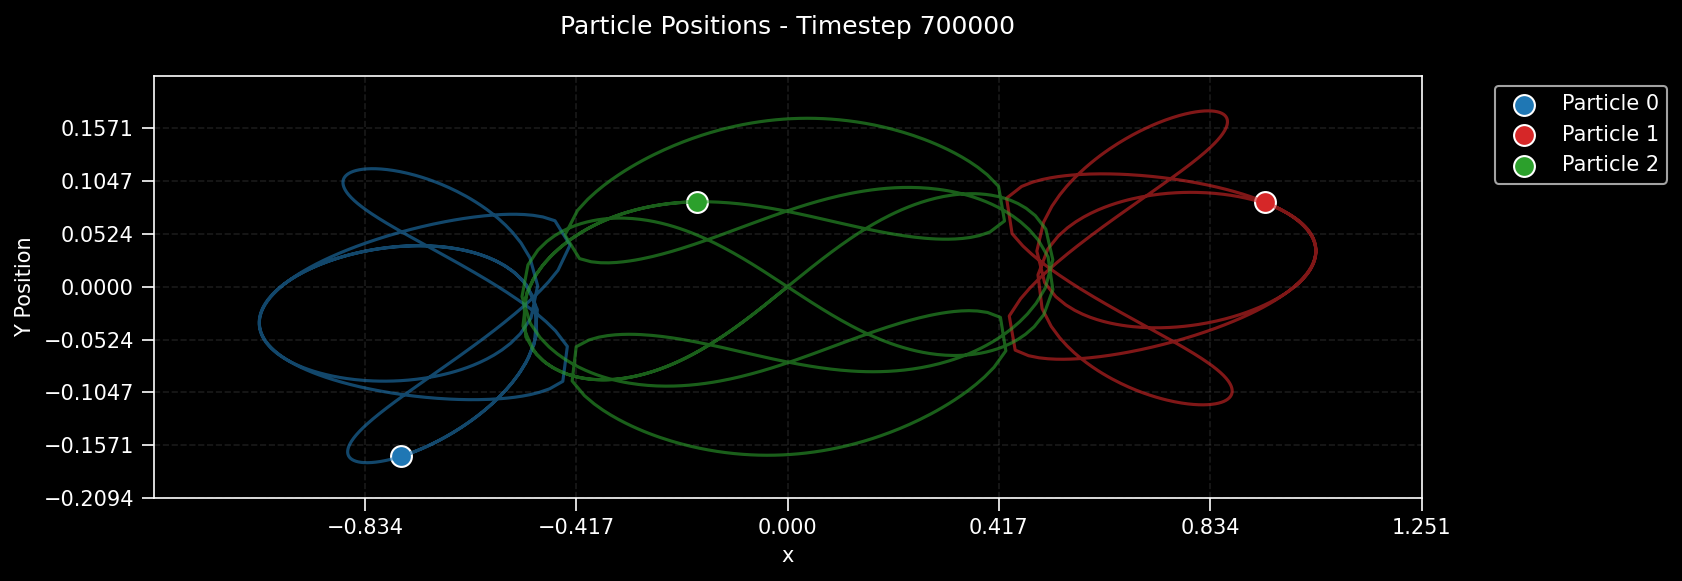 Particle Positions - Timestep 700000
0.1571
0.1047
0.0524
0.0000
−0.0524
−0.1047
−0.1571
−0.2094
Y Position
−0.834
−0.417
0.000
0.417
0.834
1.251
x
Particle 0
Particle 1
Particle 2